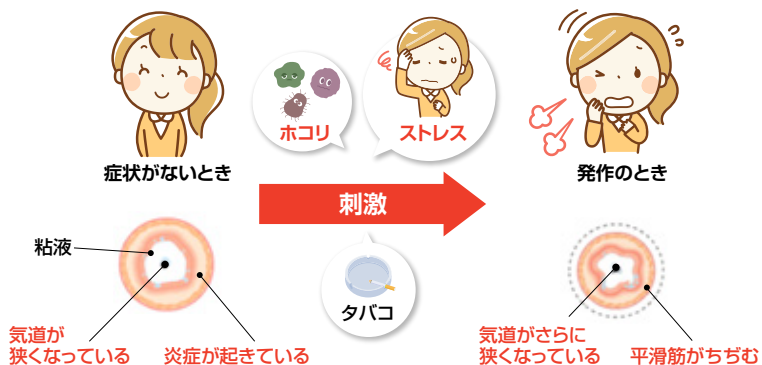 ホコリ
ストレス
症状がないとき
発作のとき
刺激
粘液
タバコ
気道が
狭くなっている
炎症が起きている
気道がさらに
狭くなっている
平滑筋がちぢむ